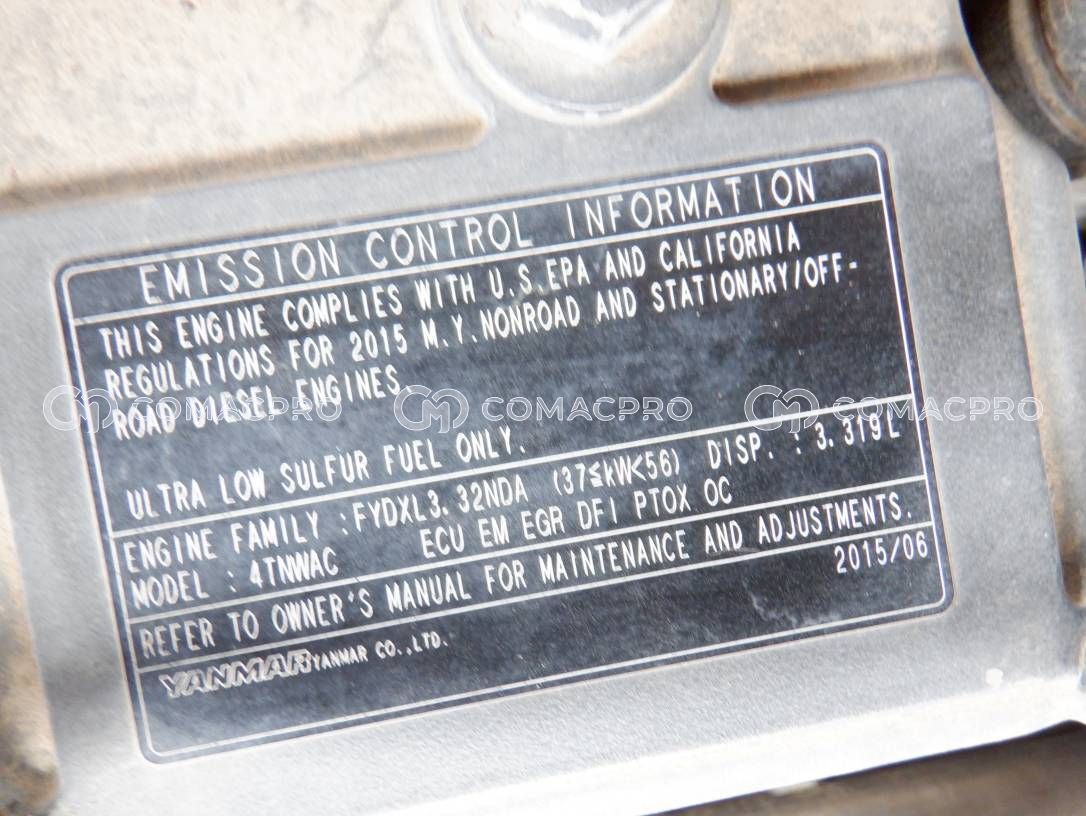 EMISSION CONTROL INFORMATION
THIS ENGINE COMPLIES WITH U.S.EPA AND CALIFORNIA
REGULATIONS FOR 2015 M.Y.NONROAD AND STATIONARY/OFF-
ROAD DIESEL ENGINES.
COMACPRO COMACPRO COMACPRO
ULTRA LOW SULFUR FUEL ONLY.
ENGINE FAMILY :FYDXL3.32NDA (37≦kW<56) DISP. : 3.319L
MODEL : 4TNWAC ECU EM EGR DFI PTOX OC
REFER TO OWNER'S MANUAL FOR MAINTENANCE AND ADJUSTMENTS.
YANMAR YANMAR CO.,LTD. 2015/06